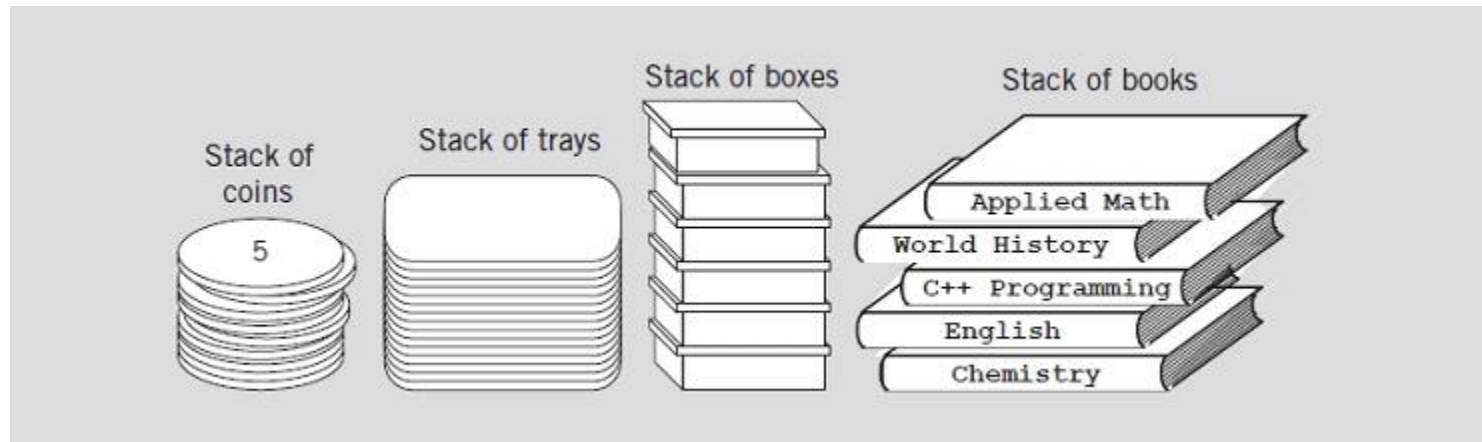 Stack of
coins
5
Stack of trays
Stack of boxes
Stack of books
Applied Math
World History
C++ Programming
English
Chemistry